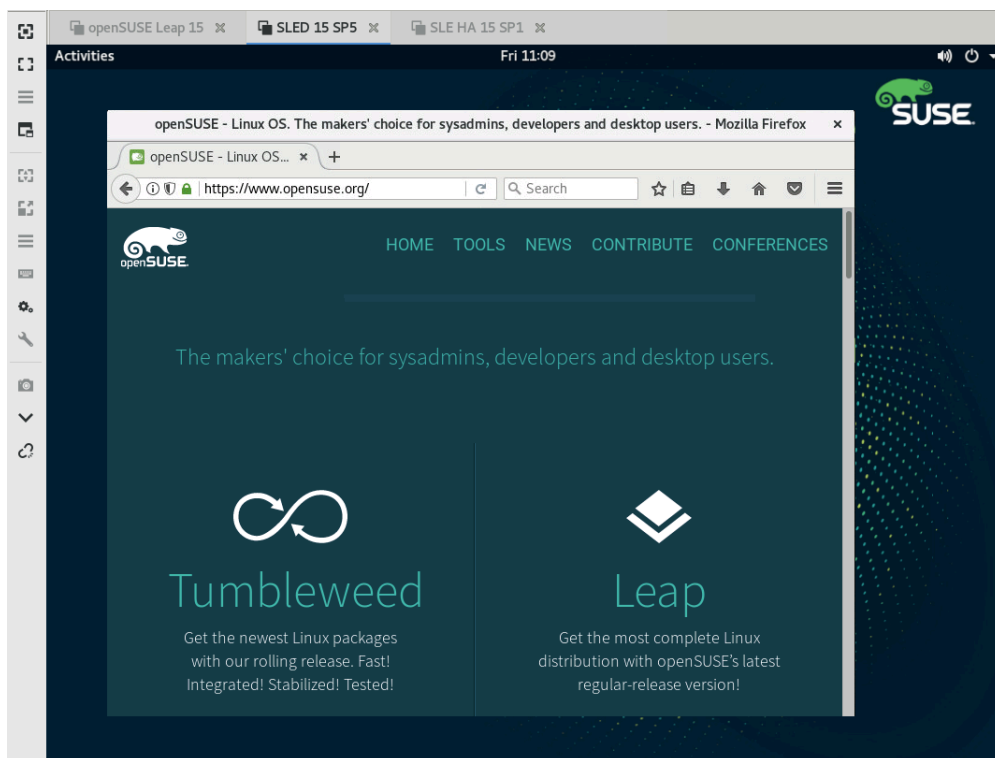 openSUSE Leap 15
SLED 15 SP5
SLE HA 15 SP1
Activities
Fri 11:09
SUSE
openSUSE - Linux OS. The makers' choice for sysadmins, developers and desktop users. - Mozilla Firefox
openSUSE - Linux OS...
https://www.opensuse.org/
Search
openSUSE
HOME TOOLS NEWS CONTRIBUTE CONFERENCES
The makers' choice for sysadmins, developers and desktop users.
Tumbleweed
Get the newest Linux packages
with our rolling release. Fast!
Integrated! Stabilized! Tested!
Leap
Get the most complete Linux
distribution with openSUSE's latest
regular-release version!